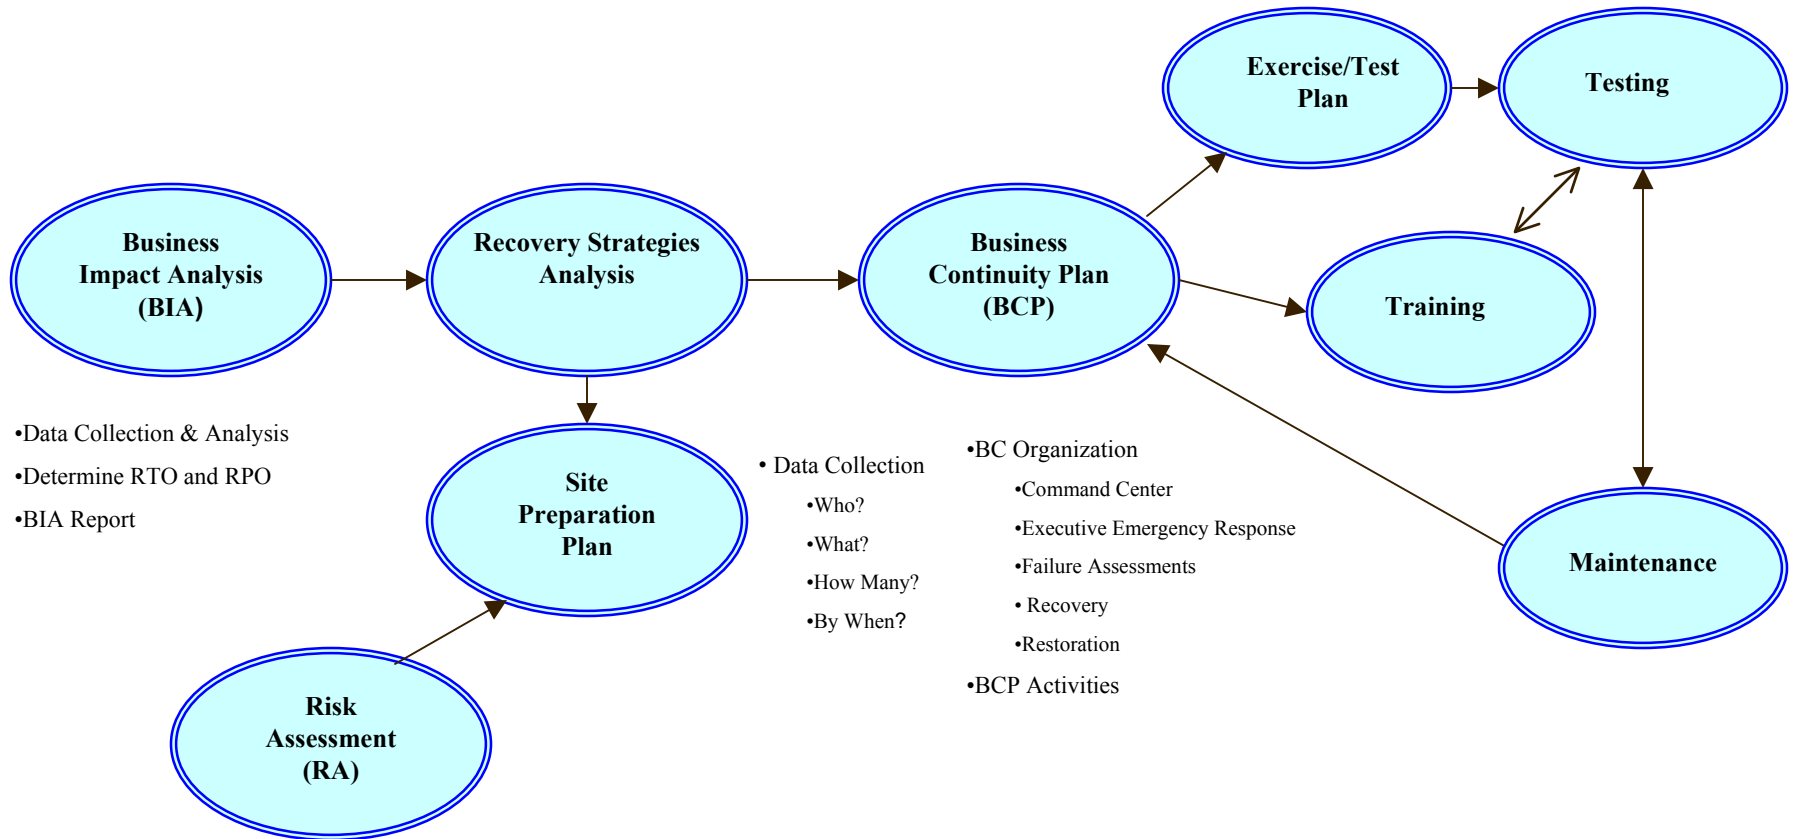 Exercise/Test
Plan
Testing
Business
Impact Analysis
(BIA)
Recovery Strategies
Analysis
Business
Continuity Plan
(BCP)
Training
•Data Collection & Analysis
•Determine RTO and RPO
•BIA Report
Site
Preparation
Plan
• Data Collection
•Who?
•What?
•How Many?
•By When?
•BC Organization
•Command Center
•Executive Emergency Response
•Failure Assessments
• Recovery
•Restoration
•BCP Activities
Maintenance
Risk
Assessment
(RA)